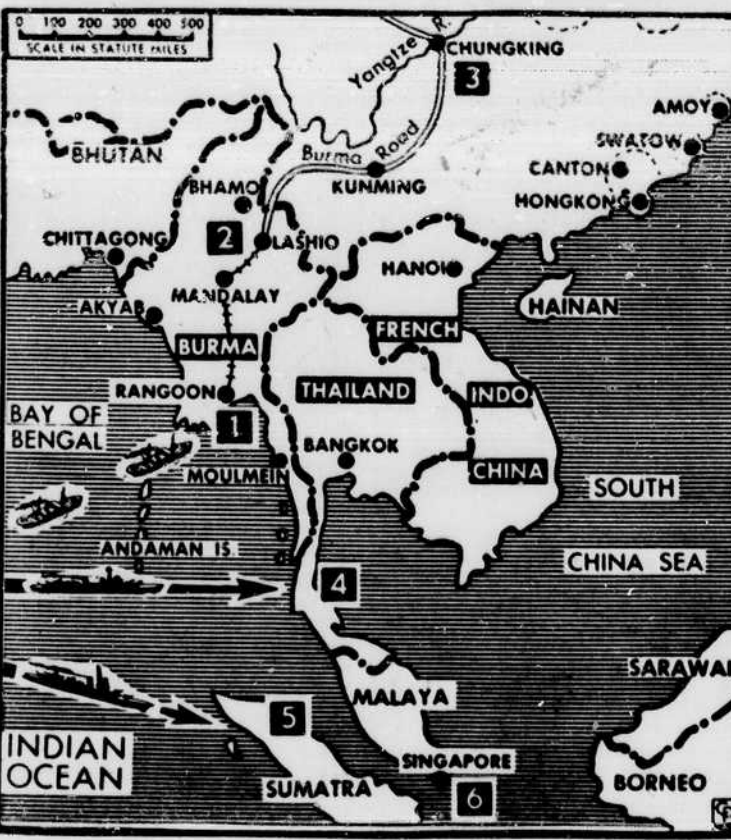 0 100 200 300 400 500
SCALE IN STATUTE MILES
Yangtze R.
CHUNGKING
3
AMOY
BHUTAN
SWATOW
Burma Road
CANTON
BHAMO
KUNMING
HONGKONG
CHITTAGONG
2
LASHIO
HANOI
MANDALAY
HAINAN
AKYAB
FRENCH
BURMA
THAILAND
INDO
RANGOON
BAY OF
BENGAL
1
BANGKOK
MOULMEIN
CHINA
SOUTH
ANDAMAN IS.
CHINA SEA
4
SARAWA
MALAYA
5
INDIAN
OCEAN
SINGAPORE
SUMATRA
BORNEO
6